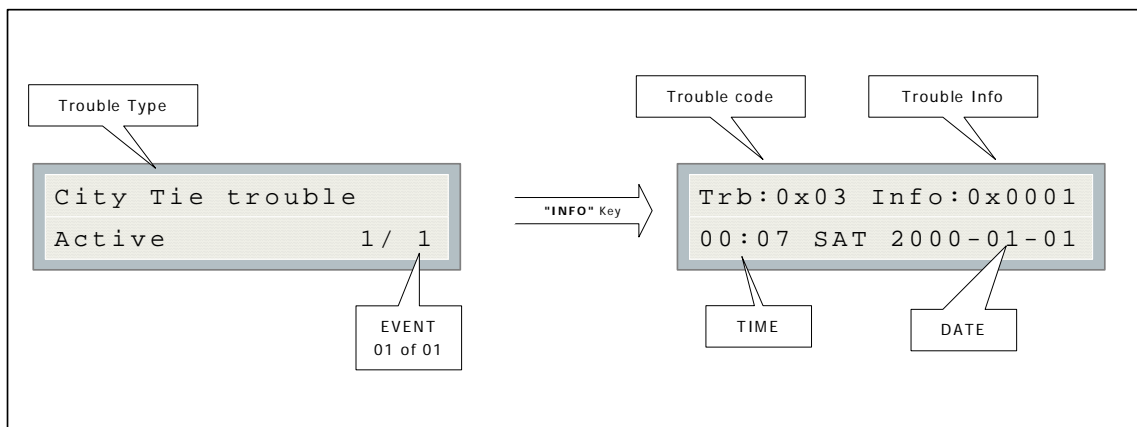 Trouble Type
Trouble code
Trouble Info
City Tie trouble
Active 1/ 1
"INFO" Key
Trb:0x03 Info:0x0001
00:07 SAT 2000-01-01
EVENT
01 of 01
TIME
DATE